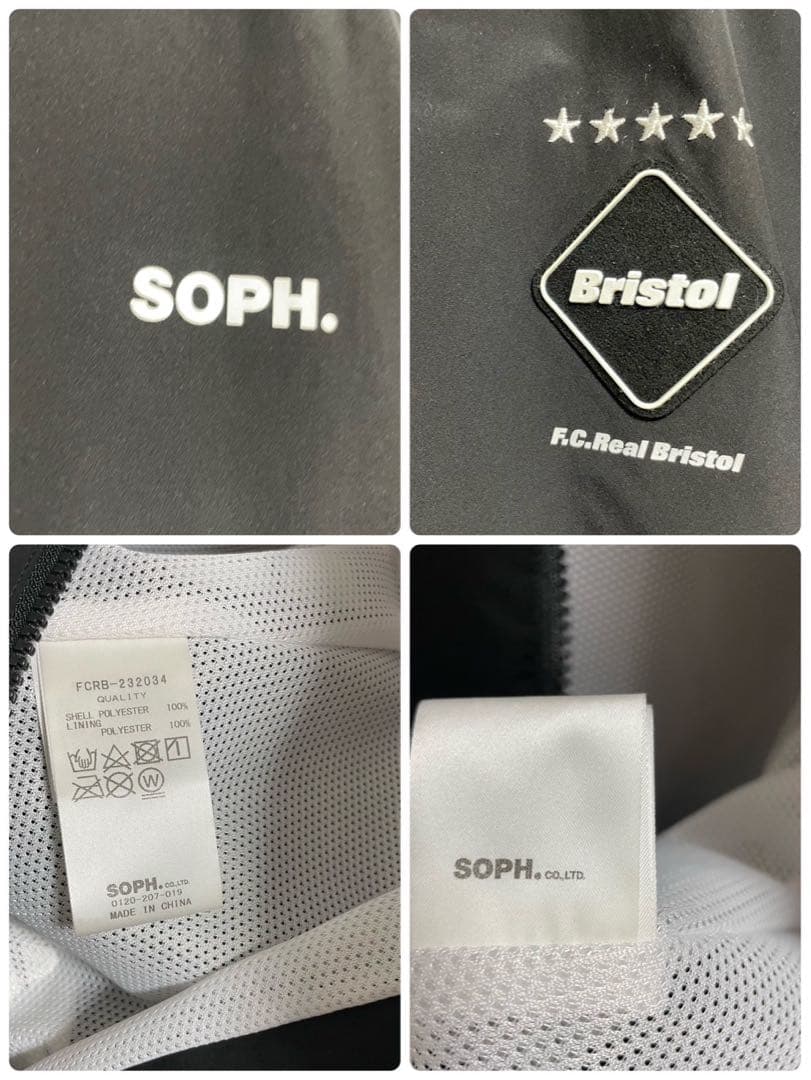 SOPH.
Bristol
F.C.Real Bristol
FCRB-232034
QUALITY
SHELL POLYESTER 100%
LINING
POLYESTER 100%
W
SOPH. CO.,LTD.
0120-207-019
MADE IN CHINA
SOPH. CO.,LTD.